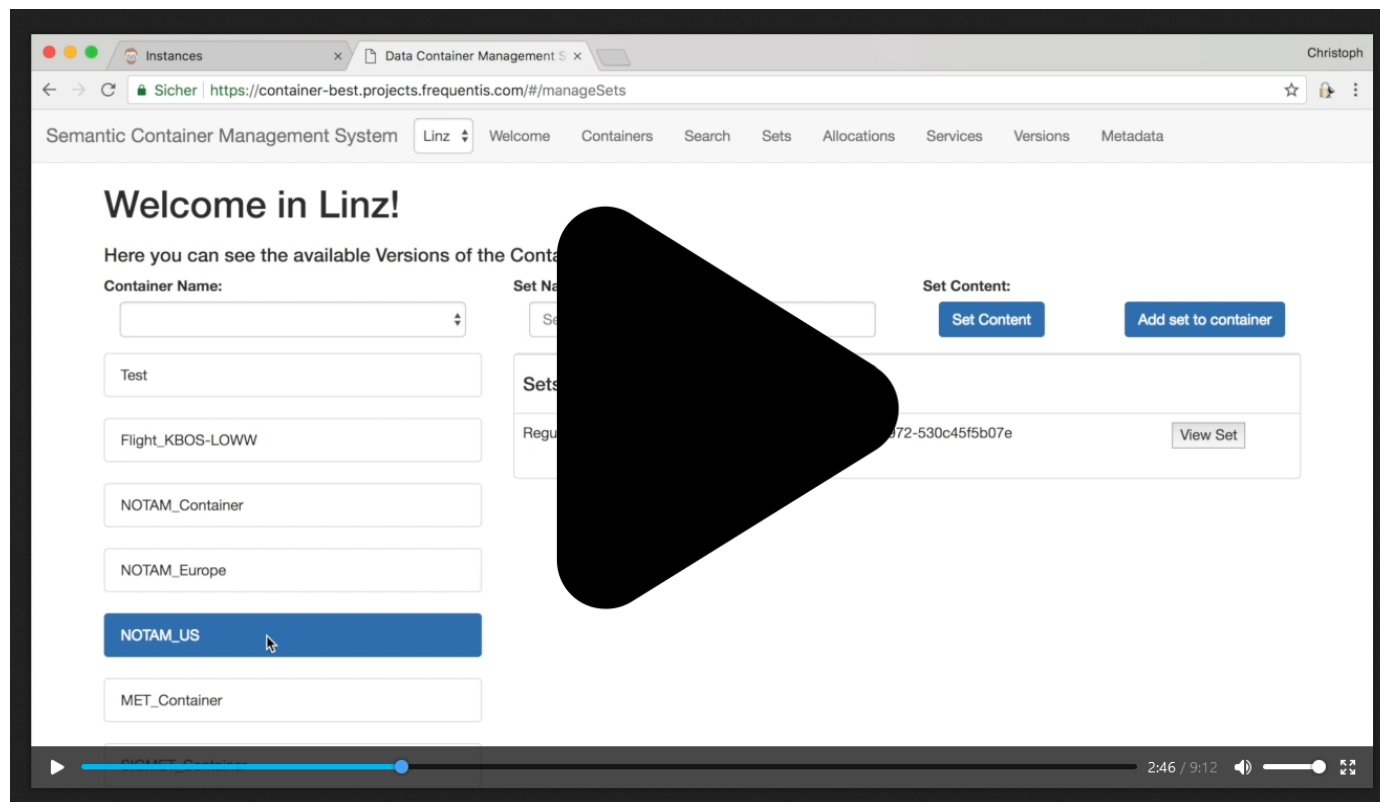 Instances
Data Container Management S
Christoph
Sicher https://container-best.projects.frequentis.com/#/manageSets
Semantic Container Management System Linz Welcome Containers Search Sets Allocations Services Versions Metadata
Welcome in Linz!
Here you can see the available Versions of the
Container Name: Set Set Content:
Set Content Add set to container
Test
Sets
Flight_KBOS-LOWW
972-530c45f5b07e View Set
NOTAM_Container
NOTAM_Europe
NOTAM_US
MET_Container
SIGMET_Container
2:46 / 9:12